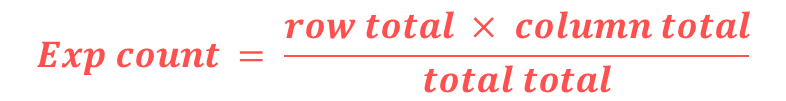 Exp count = row total × column total
total total